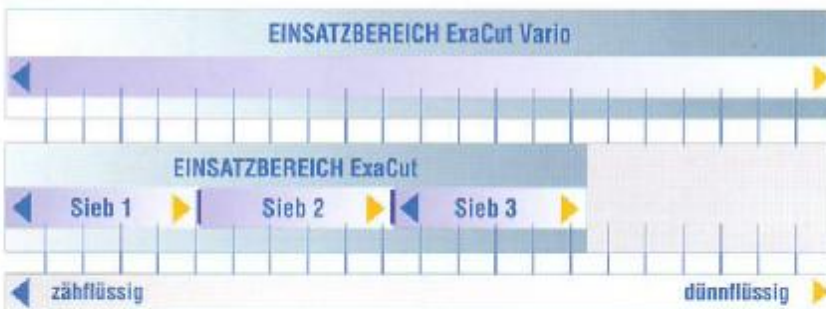 EINSATZBEREICH ExaCut Vario
EINSATZBEREICH ExaCut
Sieb 1 Sieb 2 Sieb 3
zähflüssig dünnflüssig